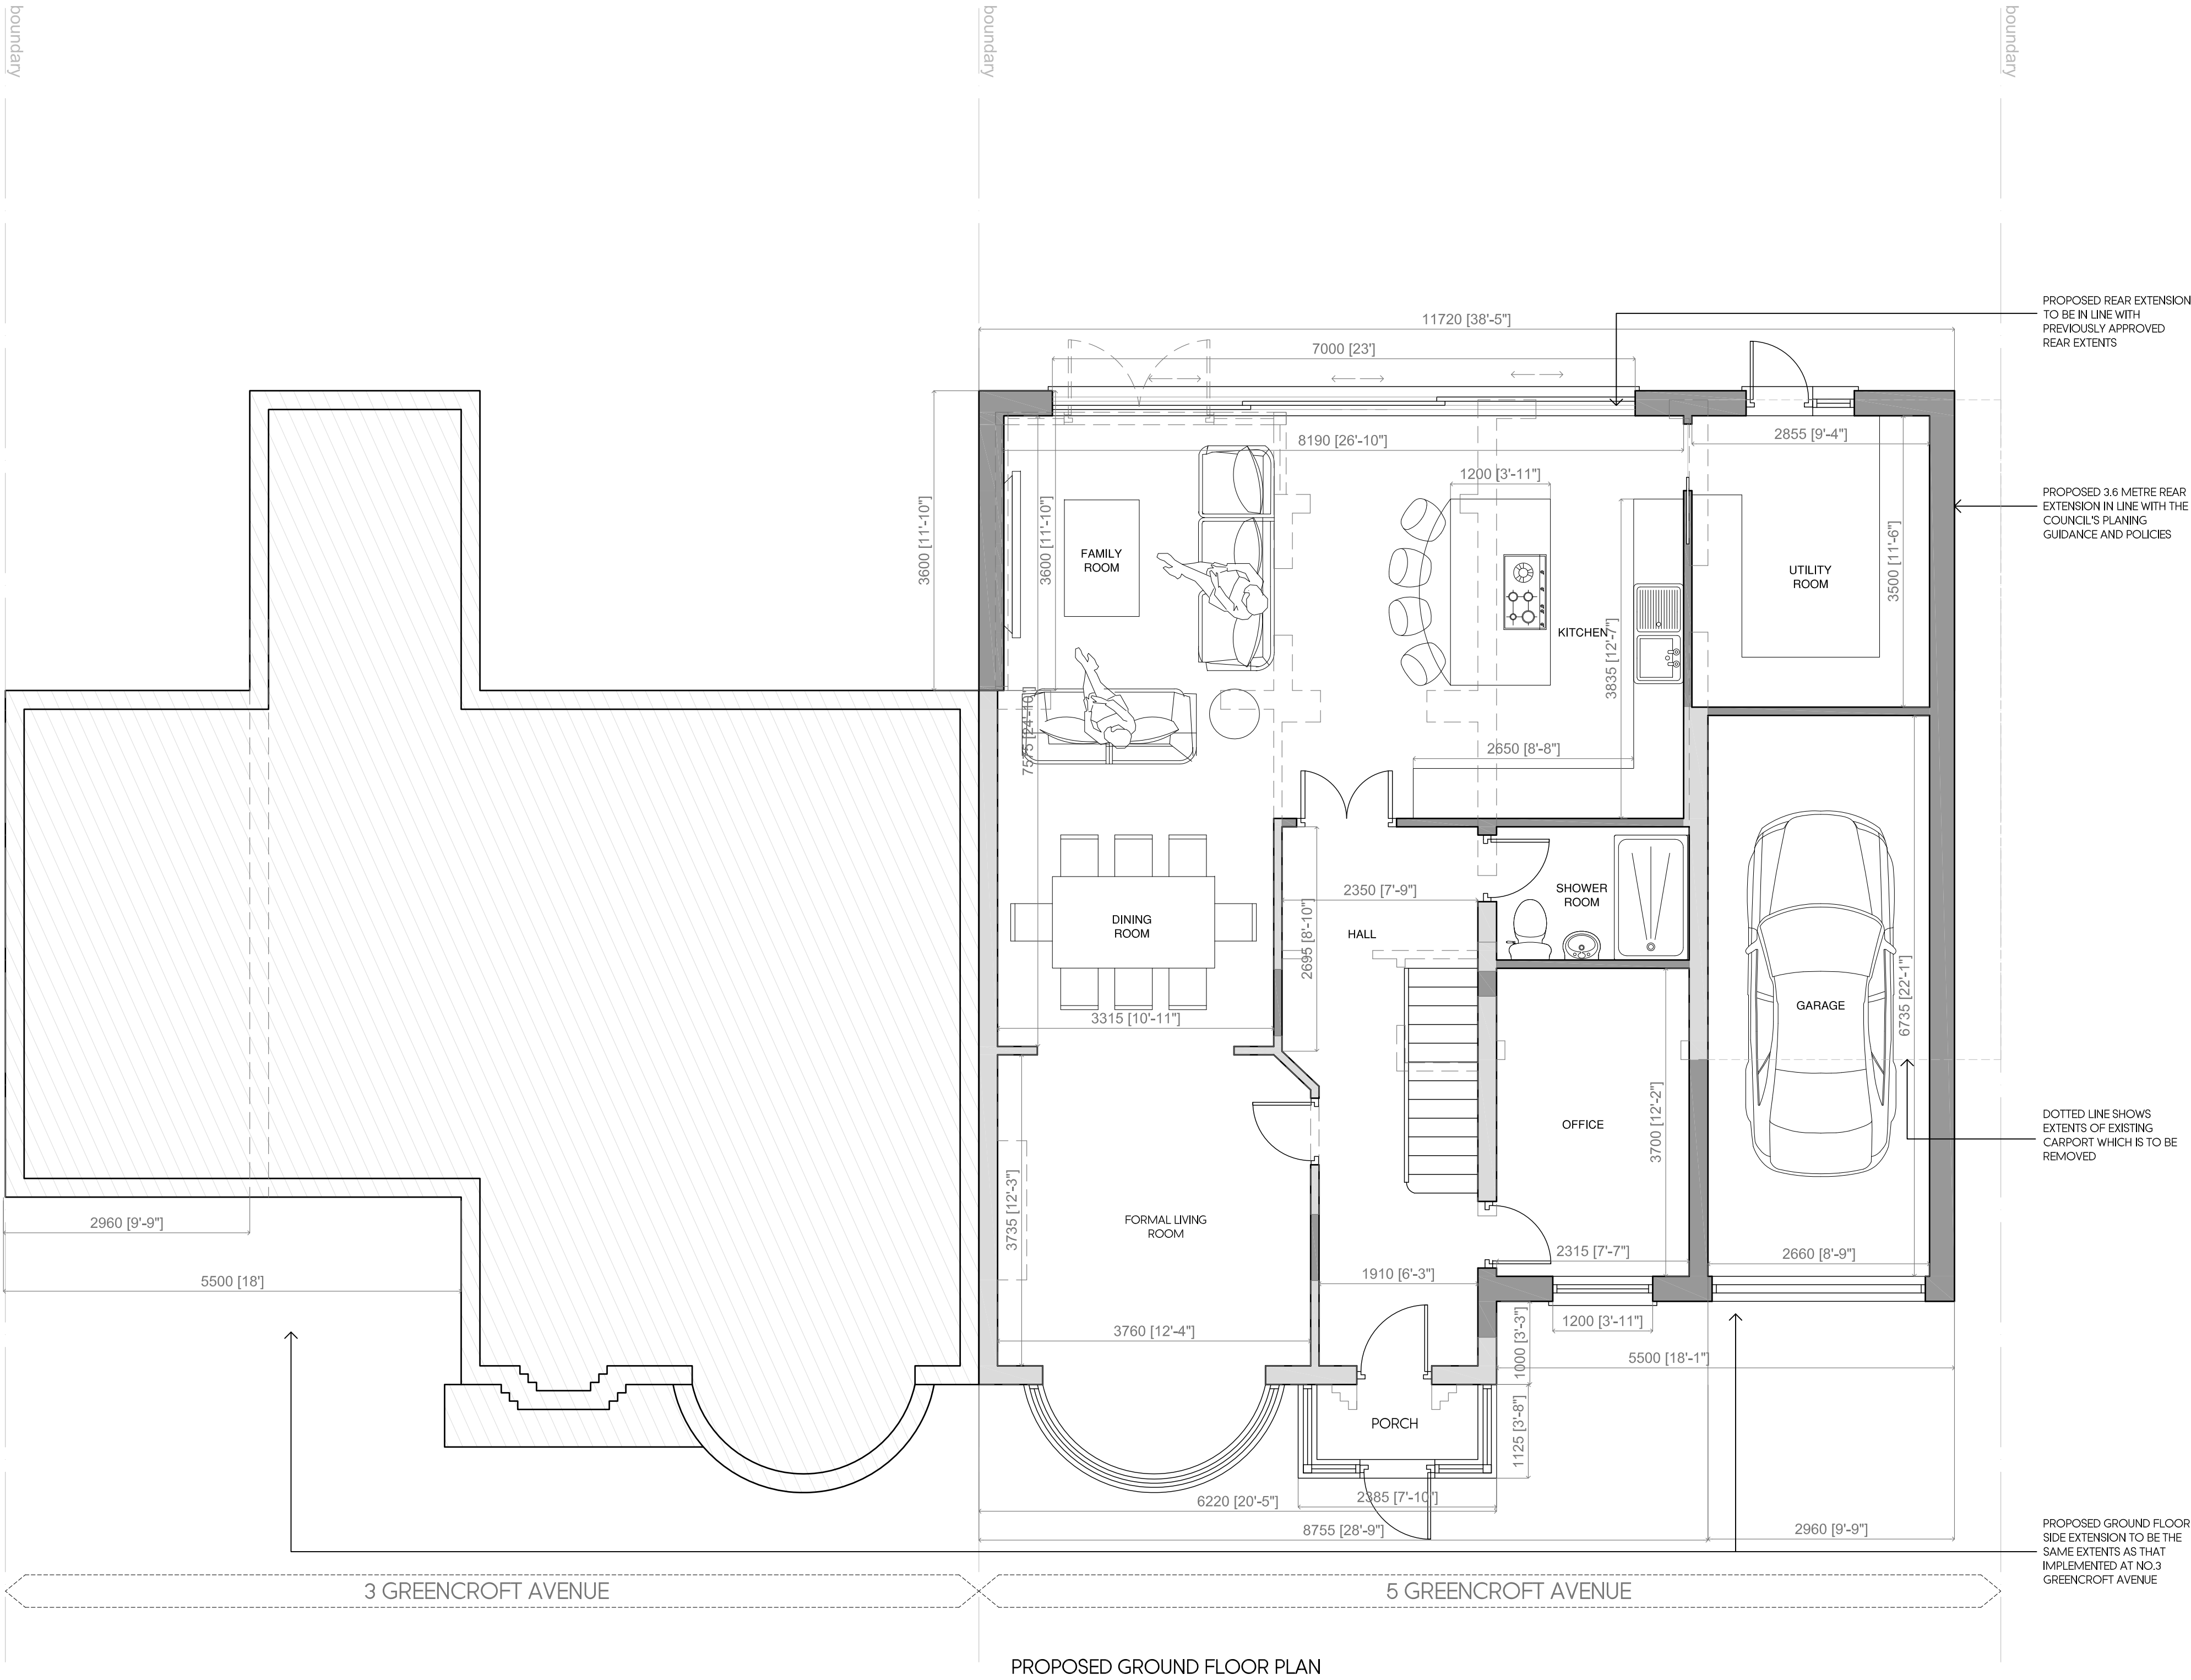 boundary
boundary
boundary
PROPOSED REAR EXTENSION
TO BE IN LINE WITH
PREVIOUSLY APPROVED
REAR EXTENTS
11720 [38'-5"]
7000 [23']
8190 [26'-10"]
2855 [9'-4"]
1200 [3'-11"]
PROPOSED 3.6 METRE REAR
EXTENSION IN LINE WITH THE
COUNCIL'S PLANING
GUIDANCE AND POLICIES
3600 [11'-10"]
3600 [11'-10"]
FAMILY
ROOM
KITCHEN
3835 [12'-7"]
UTILITY
ROOM
3500 [11'-6"]
7575 [24'-10"]
2650 [8'-8"]
2350 [7'-9"]
SHOWER
ROOM
DINING
ROOM
HALL
2695 [8'-10"]
3315 [10'-11"]
GARAGE
6735 [22'-1"]
OFFICE
3700 [12'-2"]
DOTTED LINE SHOWS
EXTENTS OF EXISTING
CARPORT WHICH IS TO BE
REMOVED
3735 [12'-3"]
FORMAL LIVING
ROOM
2960 [9'-9"]
5500 [18']
2315 [7'-7"]
2660 [8'-9"]
1910 [6'-3"]
3760 [12'-4"]
1000 [3'-3"]
1200 [3'-11"]
5500 [18'-1"]
PORCH
1125 [3'-8"]
6220 [20'-5"]
2385 [7'-10"]
8755 [28'-9"]
2960 [9'-9"]
PROPOSED GROUND FLOOR
SIDE EXTENSION TO BE THE
SAME EXTENTS AS THAT
IMPLEMENTED AT NO.3
GREENCROFT AVENUE
3 GREENCROFT AVENUE
5 GREENCROFT AVENUE
PROPOSED GROUND FLOOR PLAN